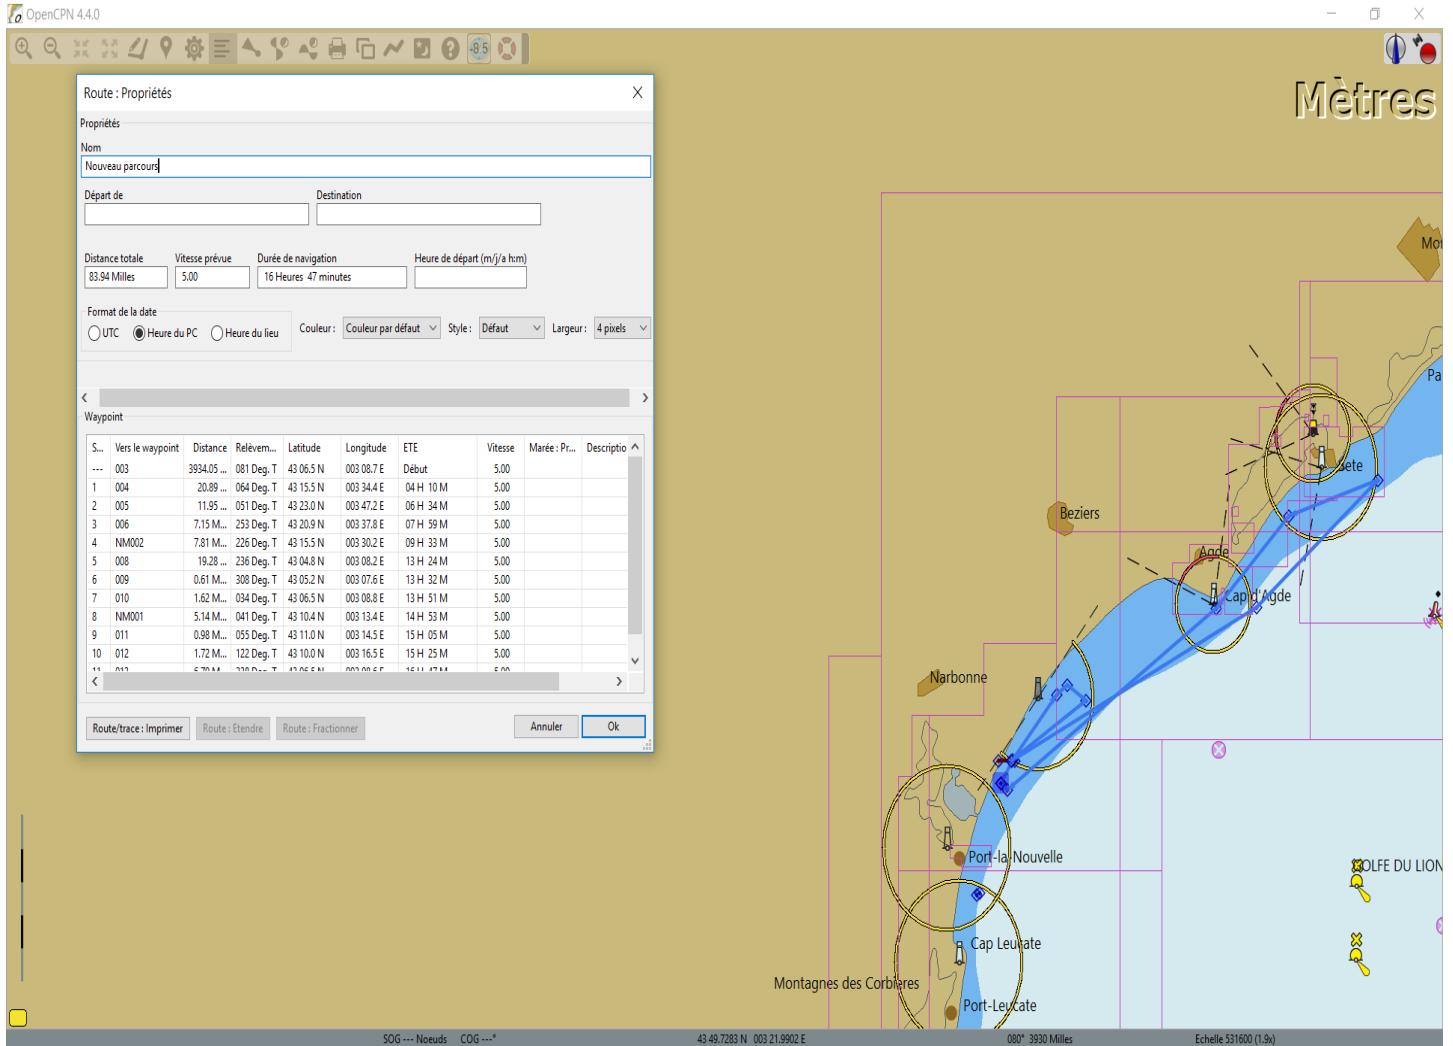 OpenCPN 4.4.0
-8.5
Mètres
Route : Propriétés
Propriétés
Nom
Nouveau parcours
Départ de Destination
Distance totale Vitesse prévue Durée de navigation Heure de départ (m/j/a h:m)
83.94 Milles 5.00 16 Heures 47 minutes
Format de la date
UTC Heure du PC Heure du lieu Couleur : Couleur par défaut Style : Défaut Largeur : 4 pixels
Waypoint
S... Vers le waypoint Distance Relèvem... Latitude Longitude ETE Vitesse Marée : Pr... Descriptio
--- 003 3934.05 ... 081 Deg. T 43 06.5 N 003 08.7 E Début 5.00
1 004 20.89 ... 064 Deg. T 43 15.5 N 003 34.4 E 04 H 10 M 5.00
2 005 11.95 ... 051 Deg. T 43 23.0 N 003 47.2 E 06 H 34 M 5.00
3 006 7.15 M... 253 Deg. T 43 20.9 N 003 37.8 E 07 H 59 M 5.00
4 NM002 7.81 M... 226 Deg. T 43 15.5 N 003 30.2 E 09 H 33 M 5.00
5 008 19.28 ... 236 Deg. T 43 04.8 N 003 08.2 E 13 H 24 M 5.00
6 009 0.61 M... 308 Deg. T 43 05.2 N 003 07.6 E 13 H 32 M 5.00
7 010 1.62 M... 034 Deg. T 43 06.5 N 003 08.8 E 13 H 51 M 5.00
8 NM001 5.14 M... 041 Deg. T 43 10.4 N 003 13.4 E 14 H 53 M 5.00
9 011 0.98 M... 055 Deg. T 43 11.0 N 003 14.5 E 15 H 05 M 5.00
10 012 1.72 M... 122 Deg. T 43 10.0 N 003 16.5 E 15 H 25 M 5.00
Route/trace : Imprimer Route : Etendre Route : Fractionner Annuler Ok
Mo
Pa
Sete
Beziers
Agde
Cap d'Agde
Narbonne
Port-la-Nouvelle
GOLFE DU LION
Cap Leucate
Montagnes des Corbieres
Port-Leucate
SOG --- Noeuds COG ---° 43 49.7283 N 003 21.9902 E 080° 3930 Milles Echelle 531600 (1.9x)